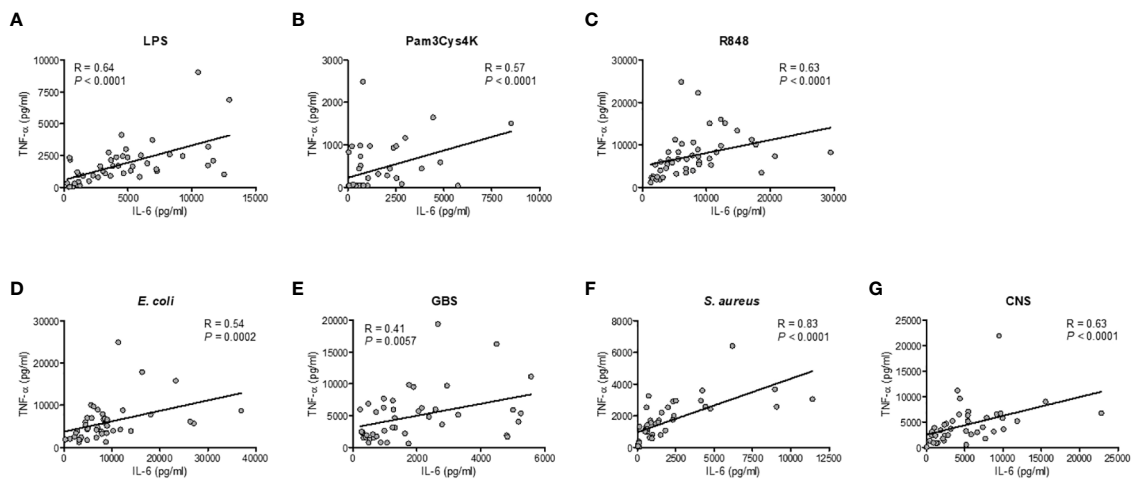 A
LPS
R = 0.64
P < 0.0001
TNF-α (pg/ml)
10000
7500
5000
2500
0
0
5000
10000
15000
IL-6 (pg/ml)
B
Pam3Cys4K
R = 0.57
P < 0.0001
TNF-α (pg/ml)
3000
2000
1000
0
0
2500
5000
7500
10000
IL-6 (pg/ml)
C
R848
R = 0.63
P < 0.0001
TNF-α (pg/ml)
30000
20000
10000
0
0
10000
20000
30000
IL-6 (pg/ml)
D
E. coli
R = 0.54
P = 0.0002
TNF-α (pg/ml)
30000
20000
10000
0
0
10000
20000
30000
40000
IL-6 (pg/ml)
E
GBS
R = 0.41
P = 0.0057
TNF-α (pg/ml)
20000
15000
10000
5000
0
0
2000
4000
6000
IL-6 (pg/ml)
F
S. aureus
R = 0.83
P < 0.0001
TNF-α (pg/ml)
8000
6000
4000
2000
0
0
2500
5000
7500
10000
12500
IL-6 (pg/ml)
G
CNS
R = 0.63
P < 0.0001
TNF-α (pg/ml)
25000
20000
15000
10000
5000
0
0
5000
10000
15000
20000
25000
IL-6 (pg/ml)